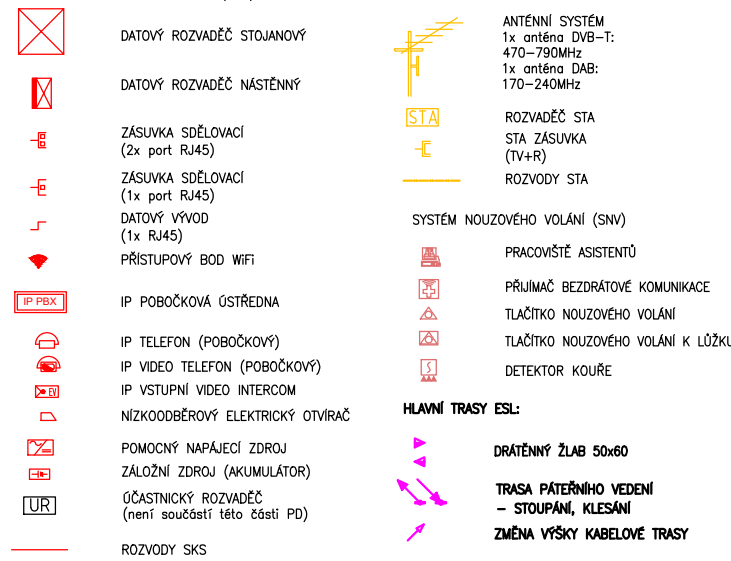 DATOVÝ ROZVADĚČ STOJANOVÝ
DATOVÝ ROZVADĚČ NÁSTĚNNÝ
ZÁSUVKA SDĚLOVACÍ
(2x port RJ45)
ZÁSUVKA SDĚLOVACÍ
(1x port RJ45)
DATOVÝ VÝVOD
(1x RJ45)
PŘÍSTUPOVÝ BOD WiFi
IP PBX
IP POBOČKOVÁ ÚSTŘEDNA
IP TELEFON (POBOČKOVÝ)
IP VIDEO TELEFON (POBOČKOVÝ)
EV
IP VSTUPNÍ VIDEO INTERCOM
NÍZKOODBĚROVÝ ELEKTRICKÝ OTVÍRAČ
POMOCNÝ NAPÁJECÍ ZDROJ
ZÁLOŽNÍ ZDROJ (AKUMULÁTOR)
UR
ÚČASTNICKÝ ROZVADĚČ
(není součástí této části PD)
ROZVODY SKS
ANTÉNNÍ SYSTÉM
1x anténa DVB-T:
470-790MHz
1x anténa DAB:
170-240MHz
STA
ROZVADĚČ STA
STA ZÁSUVKA
(TV+R)
ROZVODY STA
SYSTÉM NOUZOVÉHO VOLÁNÍ (SNV)
PRACOVIŠTĚ ASISTENTŮ
PŘIJÍMAČ BEZDRÁTOVÉ KOMUNIKACE
TLAČÍTKO NOUZOVÉHO VOLÁNÍ
TLAČÍTKO NOUZOVÉHO VOLÁNÍ K LŮŽKU
S
DETEKTOR KOUŘE
HLAVNÍ TRASY ESL:
DRÁTĚNNÝ ŽLAB 50x60
TRASA PÁTEŘNÍHO VEDENÍ
- STOUPÁNÍ, KLESÁNÍ
ZMĚNA VÝŠKY KABELOVÉ TRASY